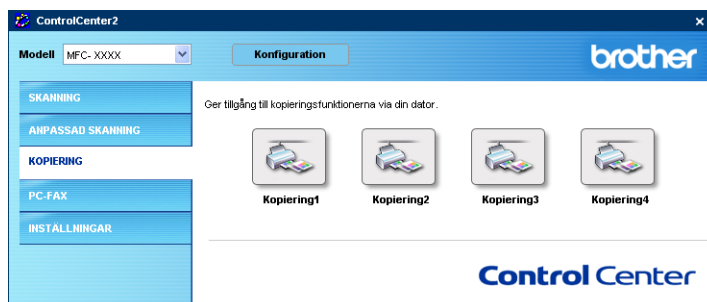 ControlCenter2
Modell MFC- XXXX Konfiguration brother
SKANNING
ANPASSAD SKANNING
KOPIERING
PC-FAX
INSTÄLLNINGAR
Ger tillgång till kopieringsfunktionerna via din dator.
Kopiering1 Kopiering2 Kopiering3 Kopiering4
Control Center